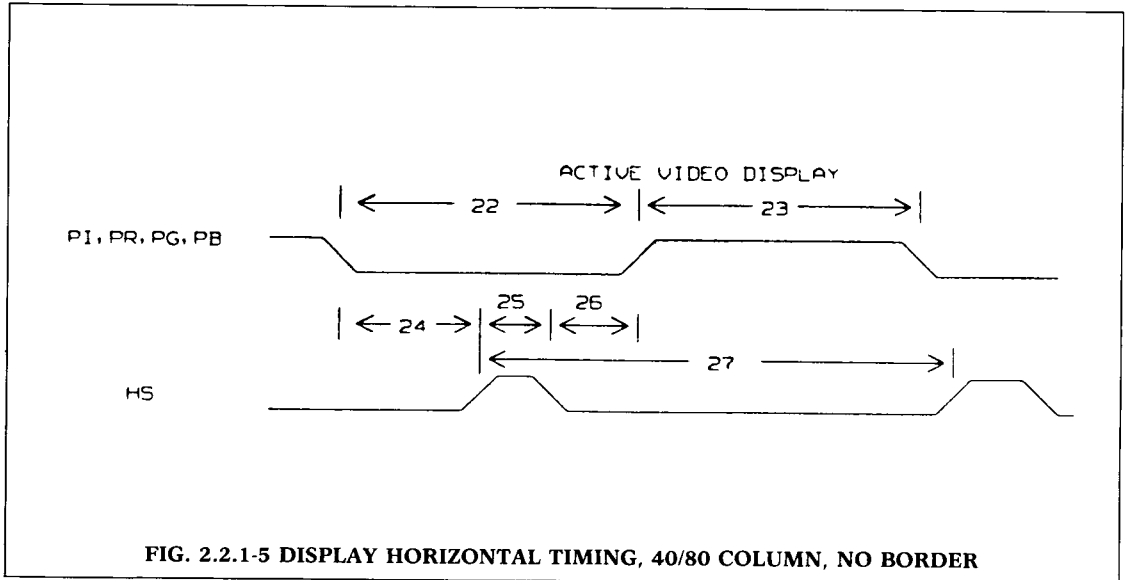 ACTIVE VIDEO DISPLAY
22 23
PI, PR, PG, PB
25 26
24
27
HS
FIG. 2.2.1-5 DISPLAY HORIZONTAL TIMING, 40/80 COLUMN, NO BORDER